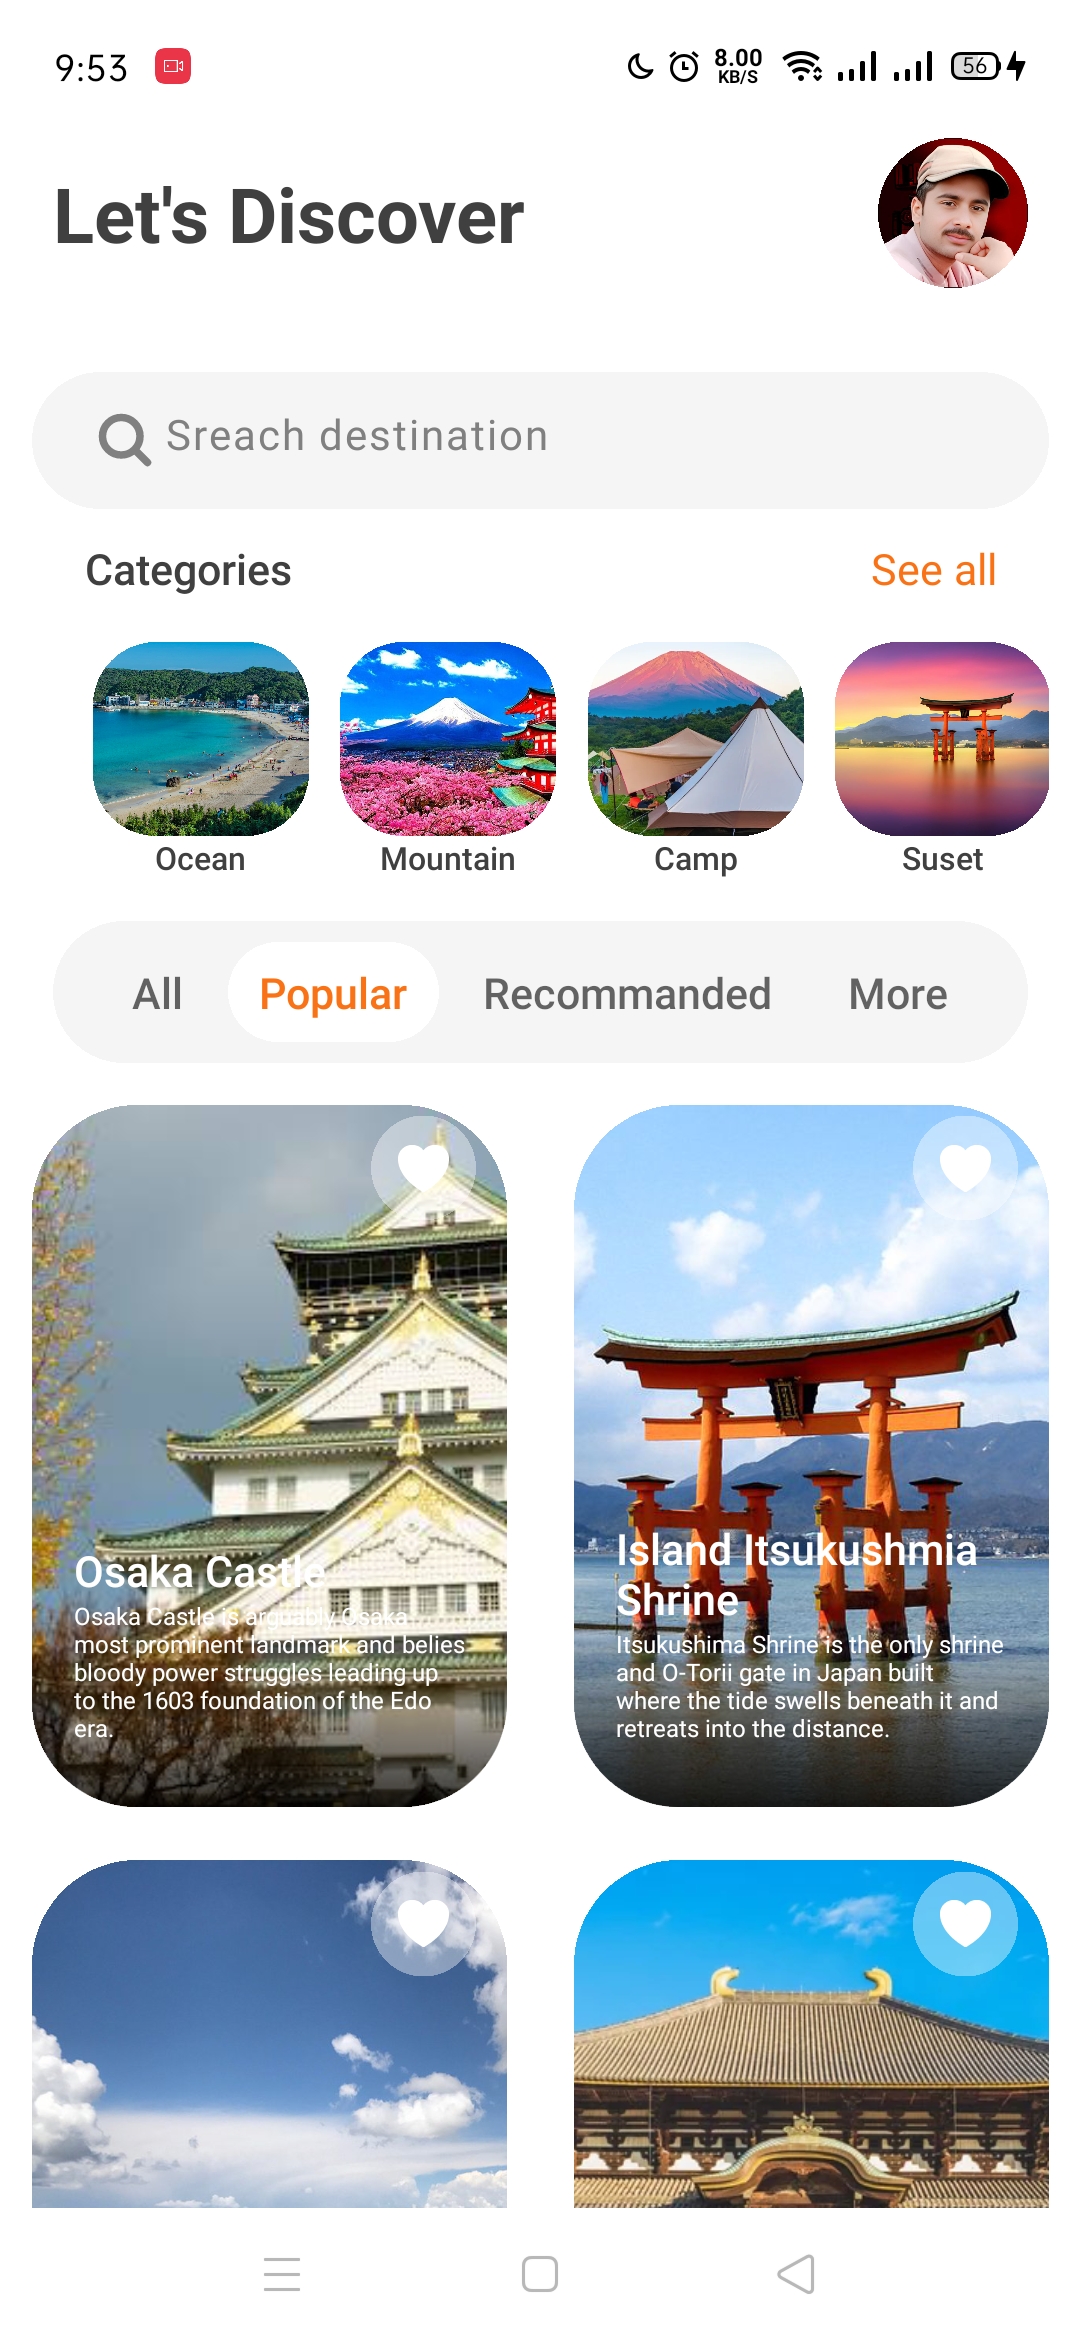 9:53
8.00
KB/S
56
Let's Discover
Sreach destination
Categories
See all
Ocean
Mountain
Camp
Suset
All
Popular
Recommanded
More
Osaka Castle
Osaka Castle is arguably Osaka
most prominent landmark and belies
bloody power struggles leading up
to the 1603 foundation of the Edo
era.
Island Itsukushmia
Shrine
Itsukushima Shrine is the only shrine
and O-Torii gate in Japan built
where the tide swells beneath it and
retreats into the distance.